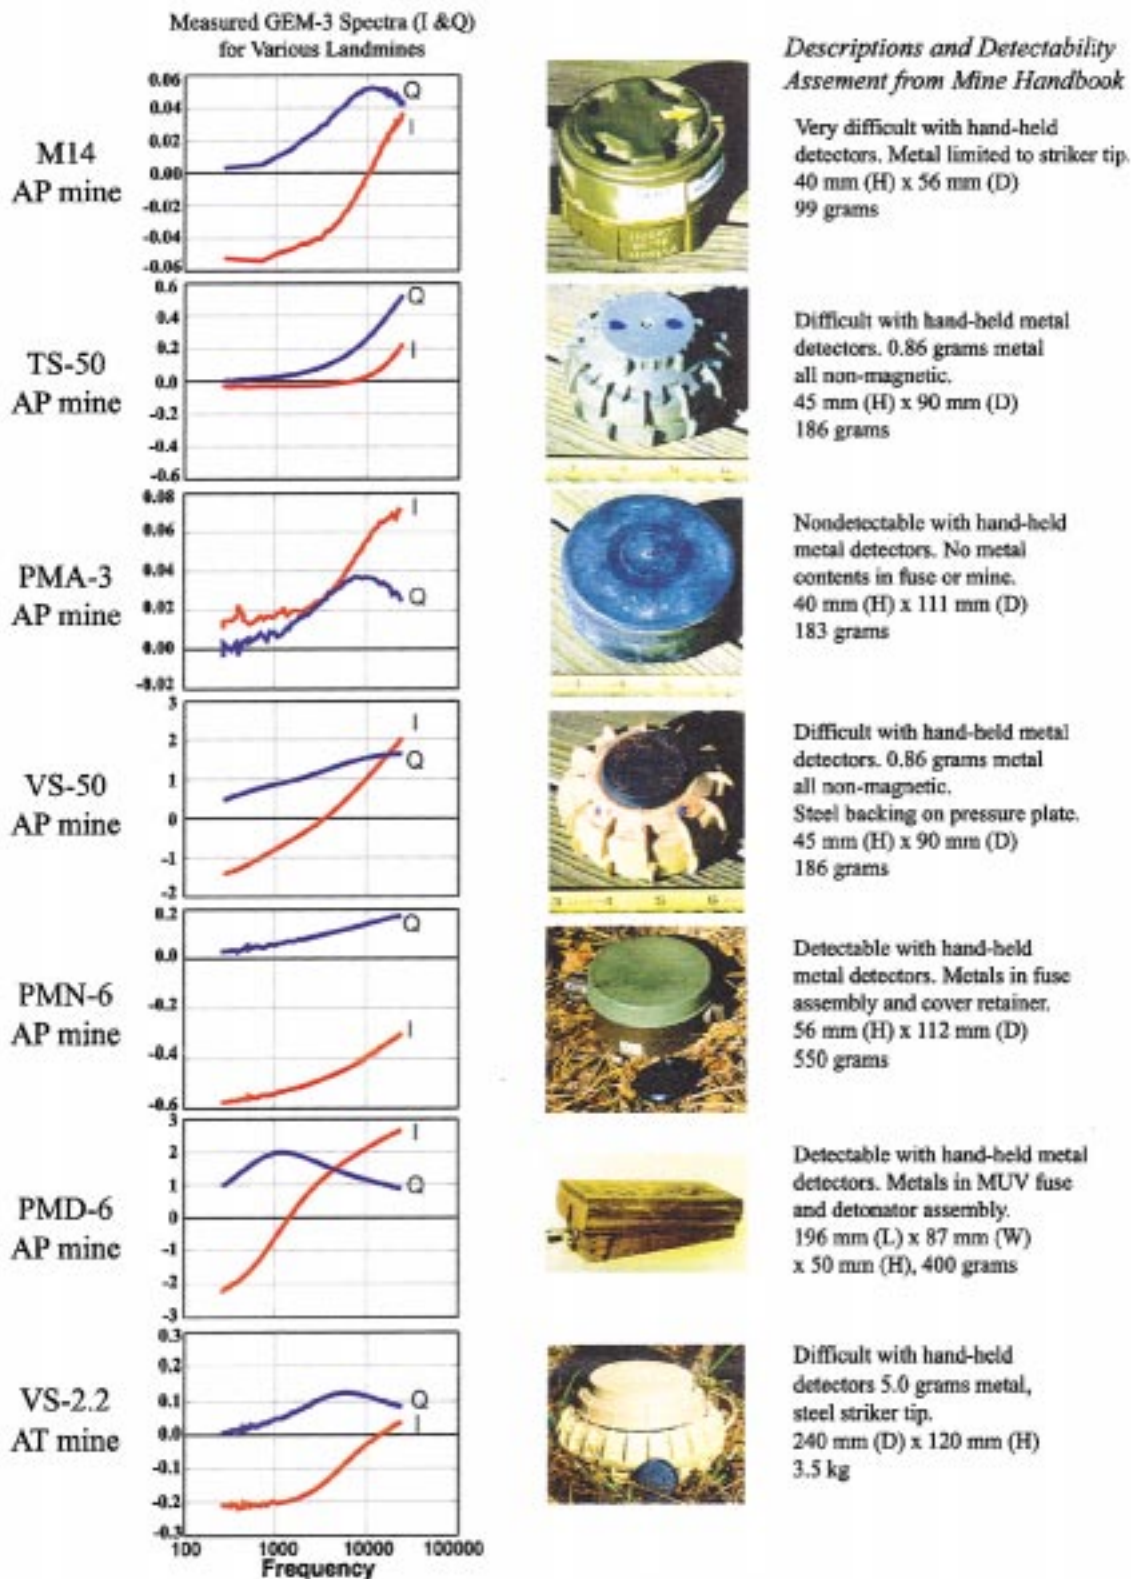 Measured GEM-3 Spectra (I &Q)
for Various Landmines
Descriptions and Detectability
Assement from Mine Handbook
M14
AP mine
0.06
0.04
0.02
0.00
-0.02
-0.04
-0.06
Q
I
Very difficult with hand-held
detectors. Metal limited to striker tip.
40 mm (H) x 56 mm (D)
99 grams
TS-50
AP mine
0.6
0.4
0.2
0.0
-0.2
-0.4
-0.6
Q
I
Difficult with hand-held metal
detectors. 0.86 grams metal
all non-magnetic.
45 mm (H) x 90 mm (D)
186 grams
PMA-3
AP mine
0.08
0.06
0.04
0.02
0.00
-0.02
I
Q
Nondetectable with hand-held
metal detectors. No metal
contents in fuse or mine.
40 mm (H) x 111 mm (D)
183 grams
VS-50
AP mine
3
2
1
0
-1
-2
I
Q
3 4 5 6
Difficult with hand-held metal
detectors. 0.86 grams metal
all non-magnetic.
Steel backing on pressure plate.
45 mm (H) x 90 mm (D)
186 grams
PMN-6
AP mine
0.2
0.0
-0.2
-0.4
-0.6
Q
I
Detectable with hand-held
metal detectors. Metals in fuse
assembly and cover retainer.
56 mm (H) x 112 mm (D)
550 grams
PMD-6
AP mine
3
2
1
0
-1
-2
-3
I
Q
Detectable with hand-held metal
detectors. Metals in MUV fuse
and detonator assembly.
196 mm (L) x 87 mm (W)
x 50 mm (H), 400 grams
VS-2.2
AT mine
0.3
0.2
0.1
0.0
-0.1
-0.2
-0.3
Q
I
100 1000 10000 100000
Frequency
Difficult with hand-held
detectors 5.0 grams metal,
steel striker tip.
240 mm (D) x 120 mm (H)
3.5 kg